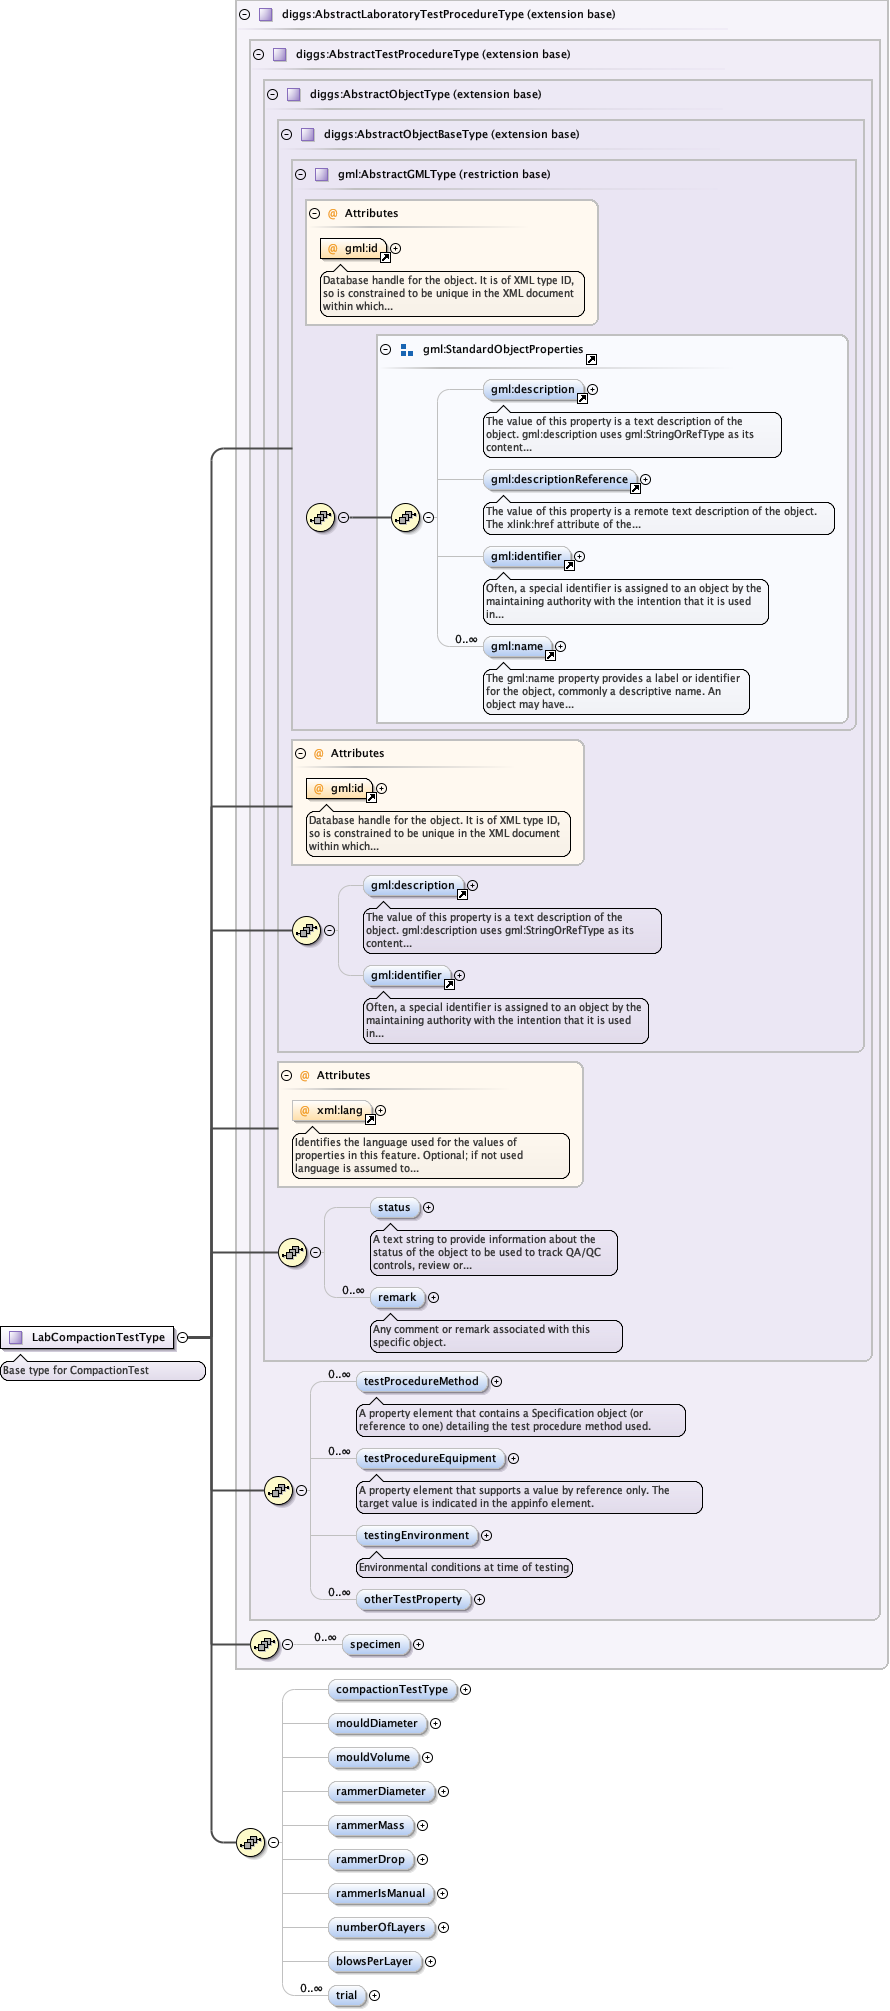 diggs:AbstractLaboratoryTestProcedureType (extension base)
diggs:AbstractTestProcedureType (extension base)
diggs:AbstractObjectType (extension base)
diggs:AbstractObjectBaseType (extension base)
gml:AbstractGMLType (restriction base)
@ Attributes
@ gml:id
Database handle for the object. It is of XML type ID,
so is constrained to be unique in the XML document
within which...
gml:StandardObjectProperties
gml:description
The value of this property is a text description of the
object. gml:description uses gml:StringOrRefType as its
content...
gml:descriptionReference
The value of this property is a remote text description of the object.
The xlink:href attribute of the...
gml:identifier
Often, a special identifier is assigned to an object by the
maintaining authority with the intention that it is used
in...
0..∞
gml:name
The gml:name property provides a label or identifier
for the object, commonly a descriptive name. An
object may have...
@ Attributes
@ gml:id
Database handle for the object. It is of XML type ID,
so is constrained to be unique in the XML document
within which...
gml:description
The value of this property is a text description of the
object. gml:description uses gml:StringOrRefType as its
content...
gml:identifier
Often, a special identifier is assigned to an object by the
maintaining authority with the intention that it is used
in...
@ Attributes
@ xml:lang
Identifies the language used for the values of
properties in this feature. Optional; if not used
language is assumed to...
status
A text string to provide information about the
status of the object to be used to track QA/QC
controls, review or...
0..∞
remark
Any comment or remark associated with this
specific object.
LabCompactionTestType
Base type for CompactionTest
0..∞
testProcedureMethod
A property element that contains a Specification object (or
reference to one) detailing the test procedure method used.
0..∞
testProcedureEquipment
A property element that supports a value by reference only. The
target value is indicated in the appinfo element.
testingEnvironment
Environmental conditions at time of testing
0..∞
otherTestProperty
0..∞
specimen
compactionTestType
mouldDiameter
mouldVolume
rammerDiameter
rammerMass
rammerDrop
rammerIsManual
numberOfLayers
blowsPerLayer
0..∞
trial